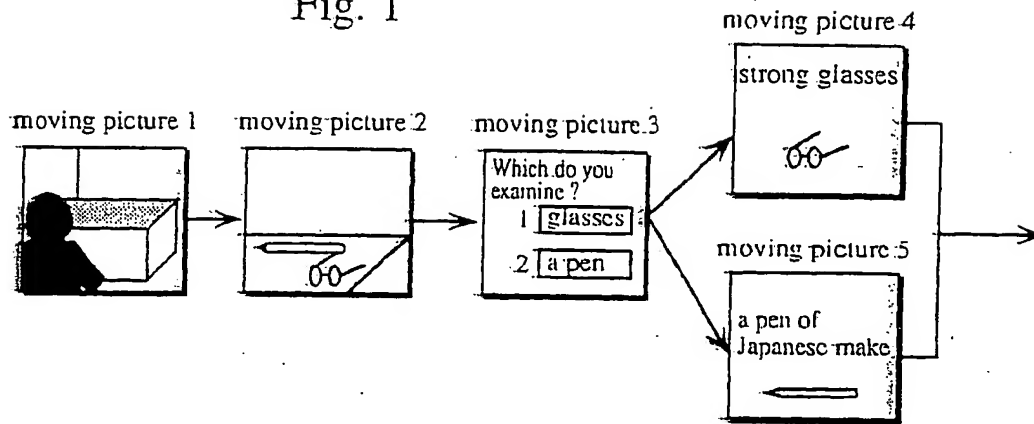 Fig. 1
moving picture 1
moving picture 2
moving picture 3
Which do you
examine ?
1 glasses
2 a pen
moving picture 4
strong glasses
moving picture 5
a pen of
Japanese make